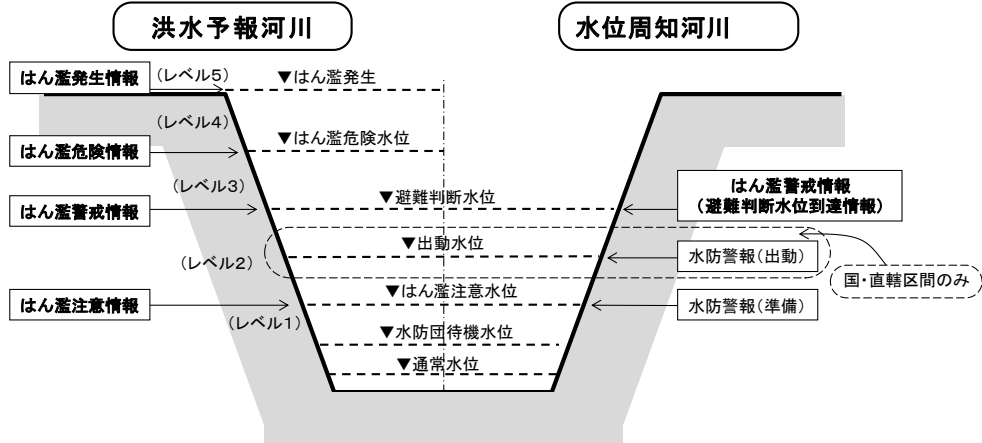 洪水予報河川
水位周知河川
はん濫発生情報
(レベル5)
▼はん濫発生
(レベル4)
はん濫危険情報
▼はん濫危険水位
(レベル3)
はん濫警戒情報
▼避難判断水位
はん濫警戒情報
(避難判断水位到達情報)
▼出動水位
水防警報(出動)
(レベル2)
国・直轄区間のみ
はん濫注意情報
▼はん濫注意水位
水防警報(準備)
(レベル1)
▼水防団待機水位
▼通常水位